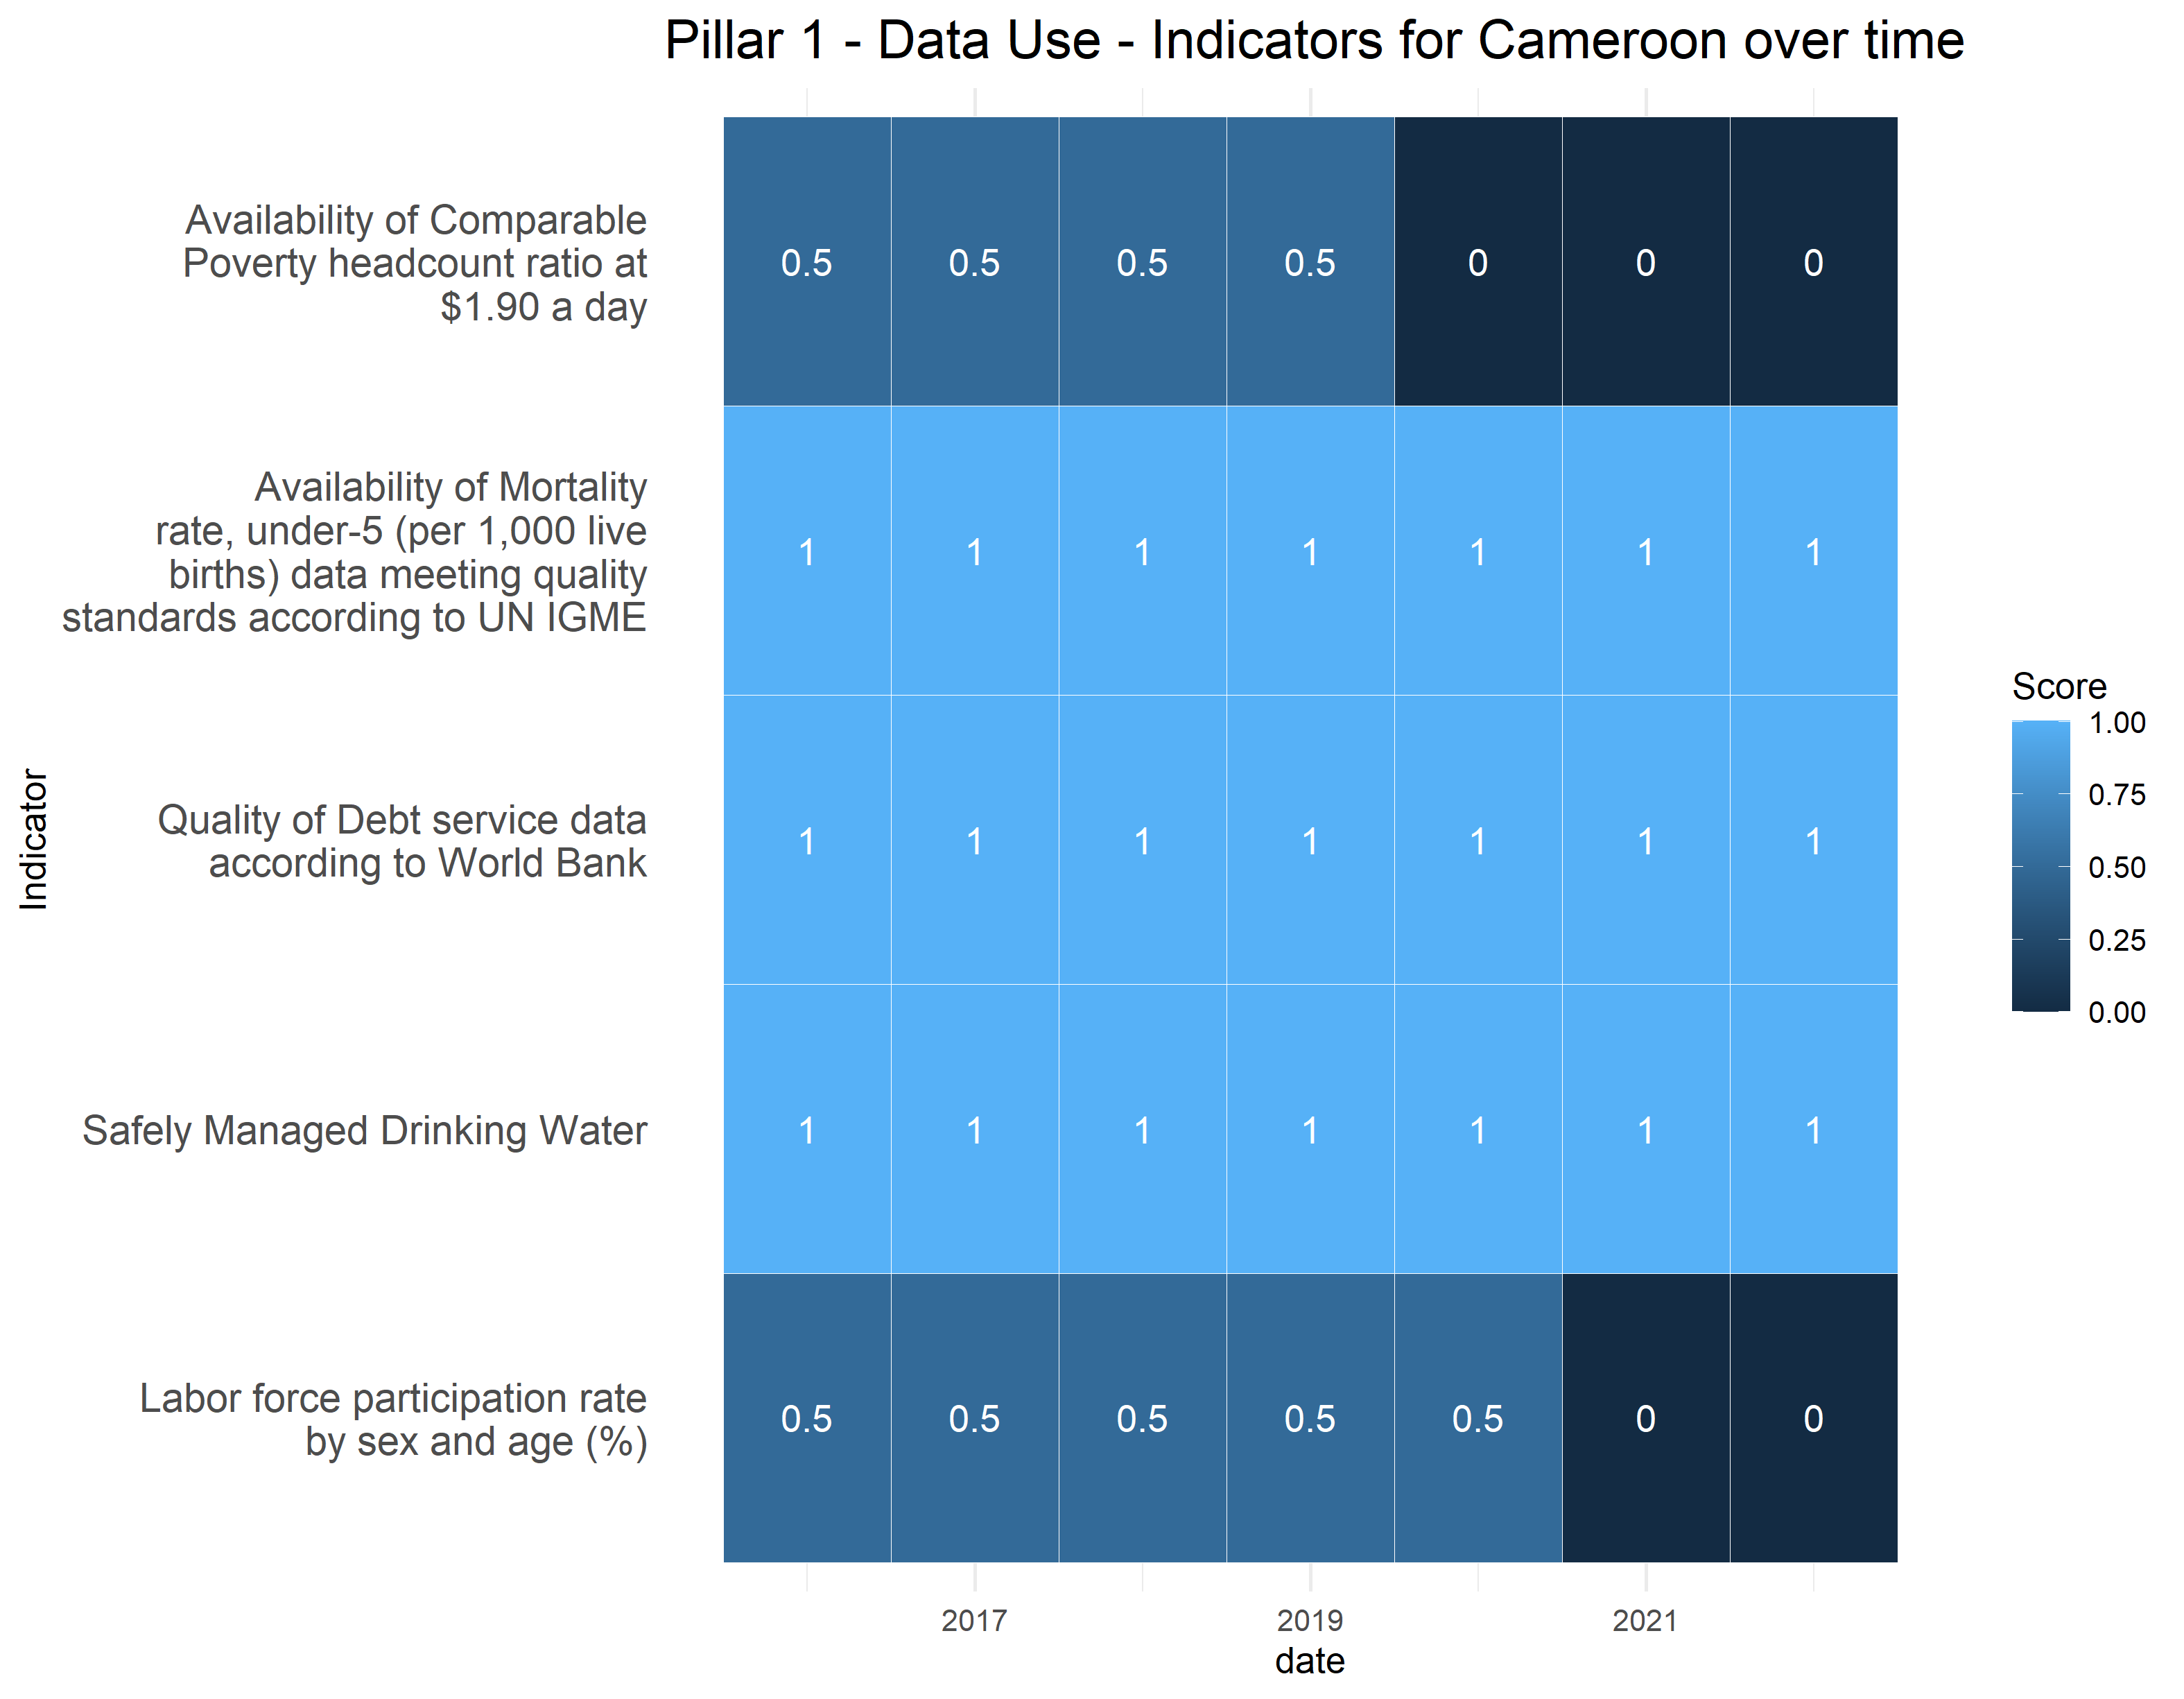 Pillar 1 - Data Use - Indicators for Cameroon over time
Availability of Comparable
Poverty headcount ratio at
$1.90 a day
0.5 0.5 0.5 0.5 0 0 0
Availability of Mortality
rate, under-5 (per 1,000 live
births) data meeting quality
standards according to UN IGME
1 1 1 1 1 1 1
Quality of Debt service data
according to World Bank
1 1 1 1 1 1 1
Safely Managed Drinking Water
1 1 1 1 1 1 1
Labor force participation rate
by sex and age (%)
0.5 0.5 0.5 0.5 0.5 0 0
Indicator
2017 2019 2021
date
Score
1.00
0.75
0.50
0.25
0.00